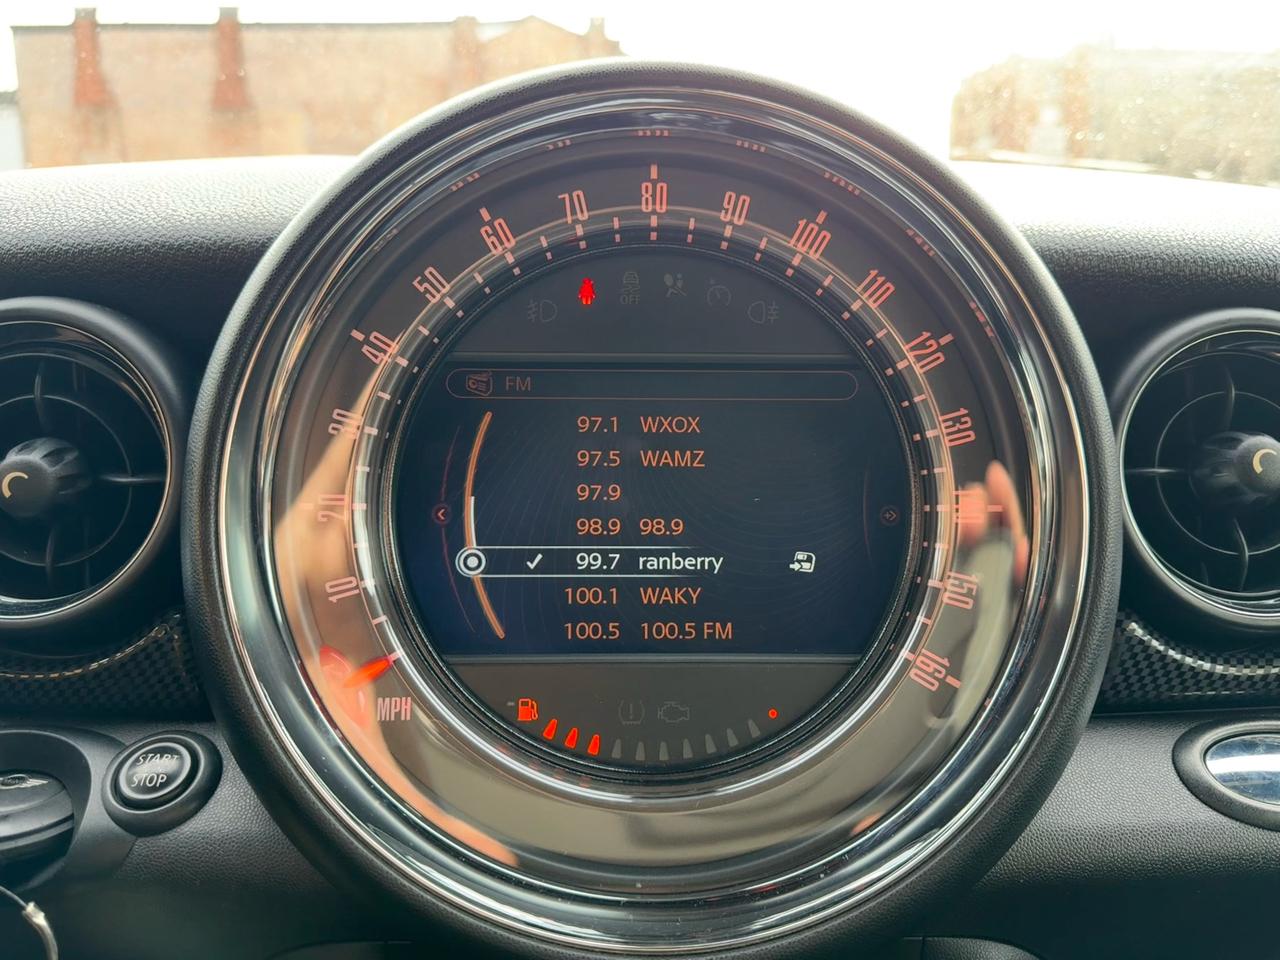 80
70
90
60
100
50
110
40
120
30
130
20
10
150
160
MPH
OFF
FM
97.1 WXOX
97.5 WAMZ
97.9
98.9 98.9
99.7 ranberry
100.1 WAKY
100.5 100.5 FM
START
STOP